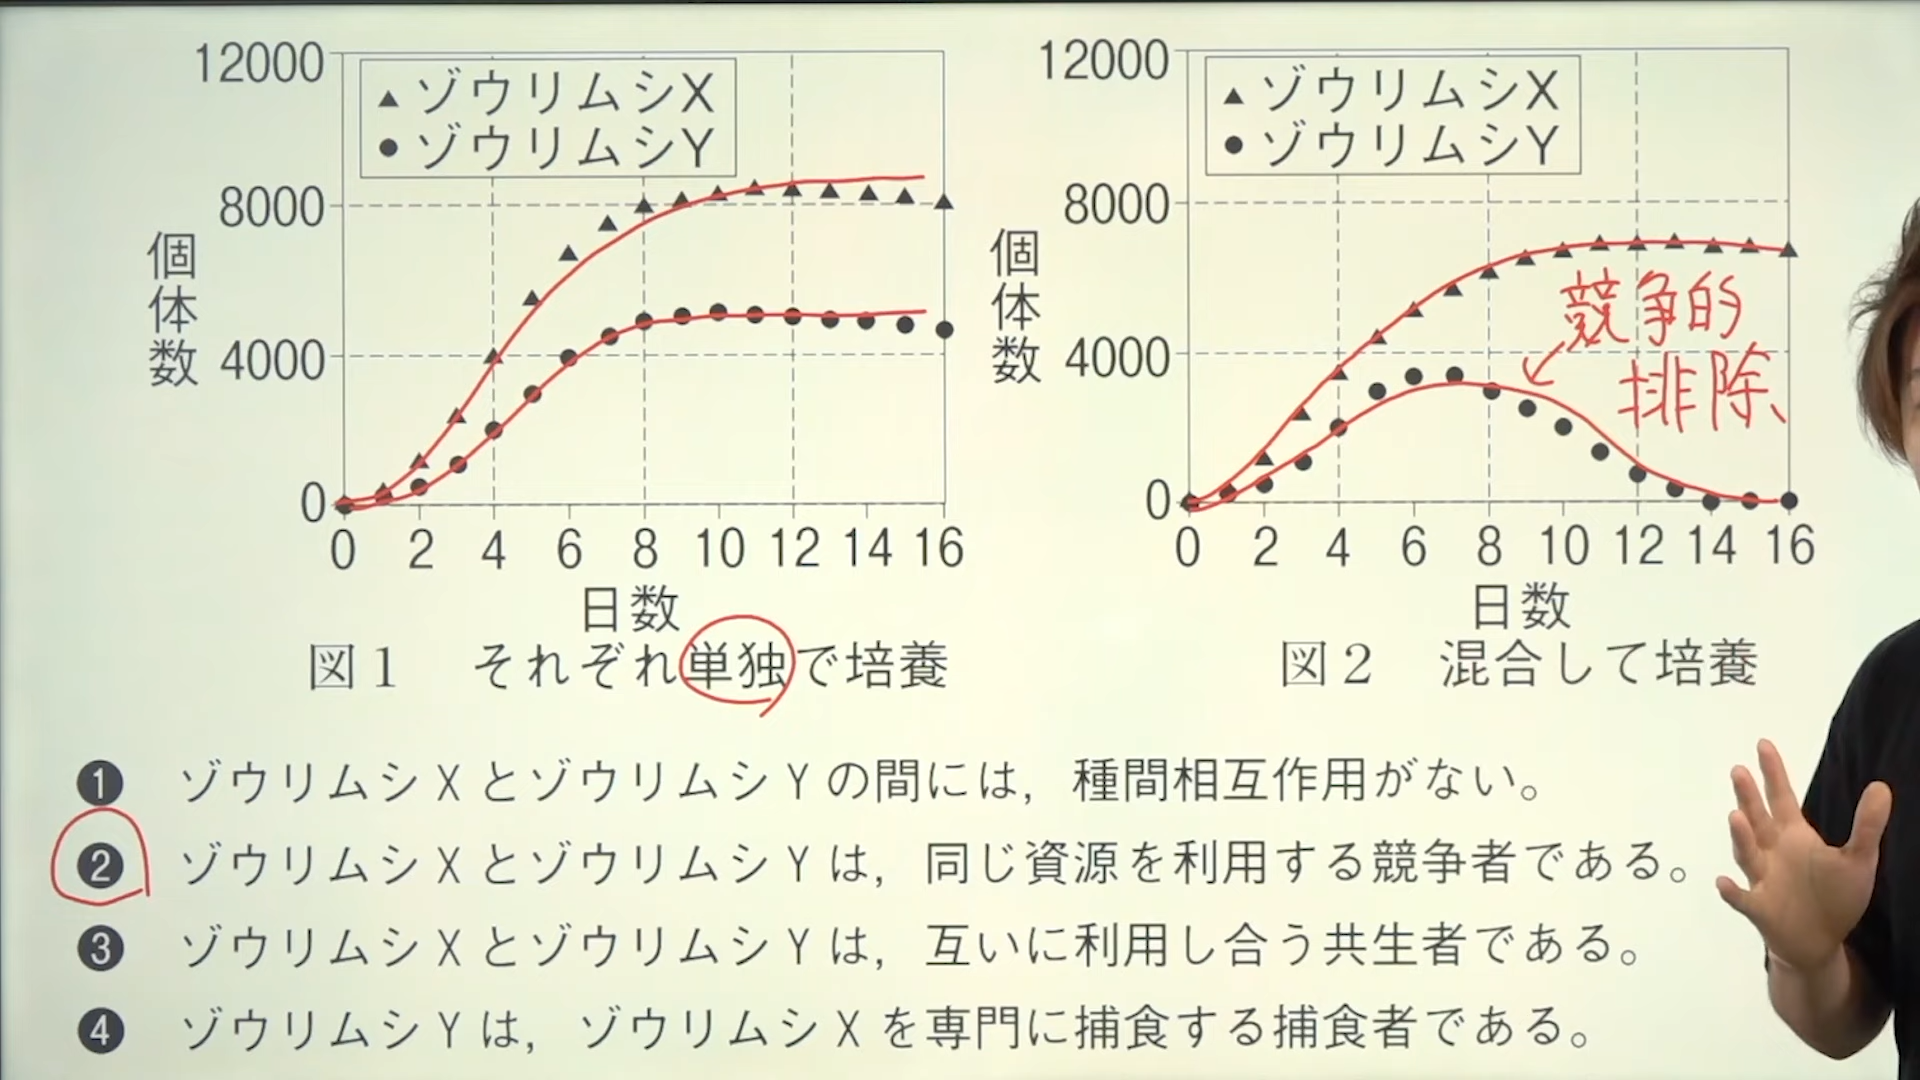 12000
▲ ゾウリムシX
● ゾウリムシY
8000
個体数
4000
0
0 2 4 6 8 10 12 14 16
日数
図1 それぞれ単独で培養
12000
▲ ゾウリムシX
● ゾウリムシY
8000
個体数
4000
0
競争的
排除
0 2 4 6 8 10 12 14 16
日数
図2 混合して培養
❶ ゾウリムシXとゾウリムシYの間には，種間相互作用がない。
❷ ゾウリムシXとゾウリムシYは，同じ資源を利用する競争者である。
❸ ゾウリムシXとゾウリムシYは，互いに利用し合う共生者である。
❹ ゾウリムシYは，ゾウリムシXを専門に捕食する捕食者である。